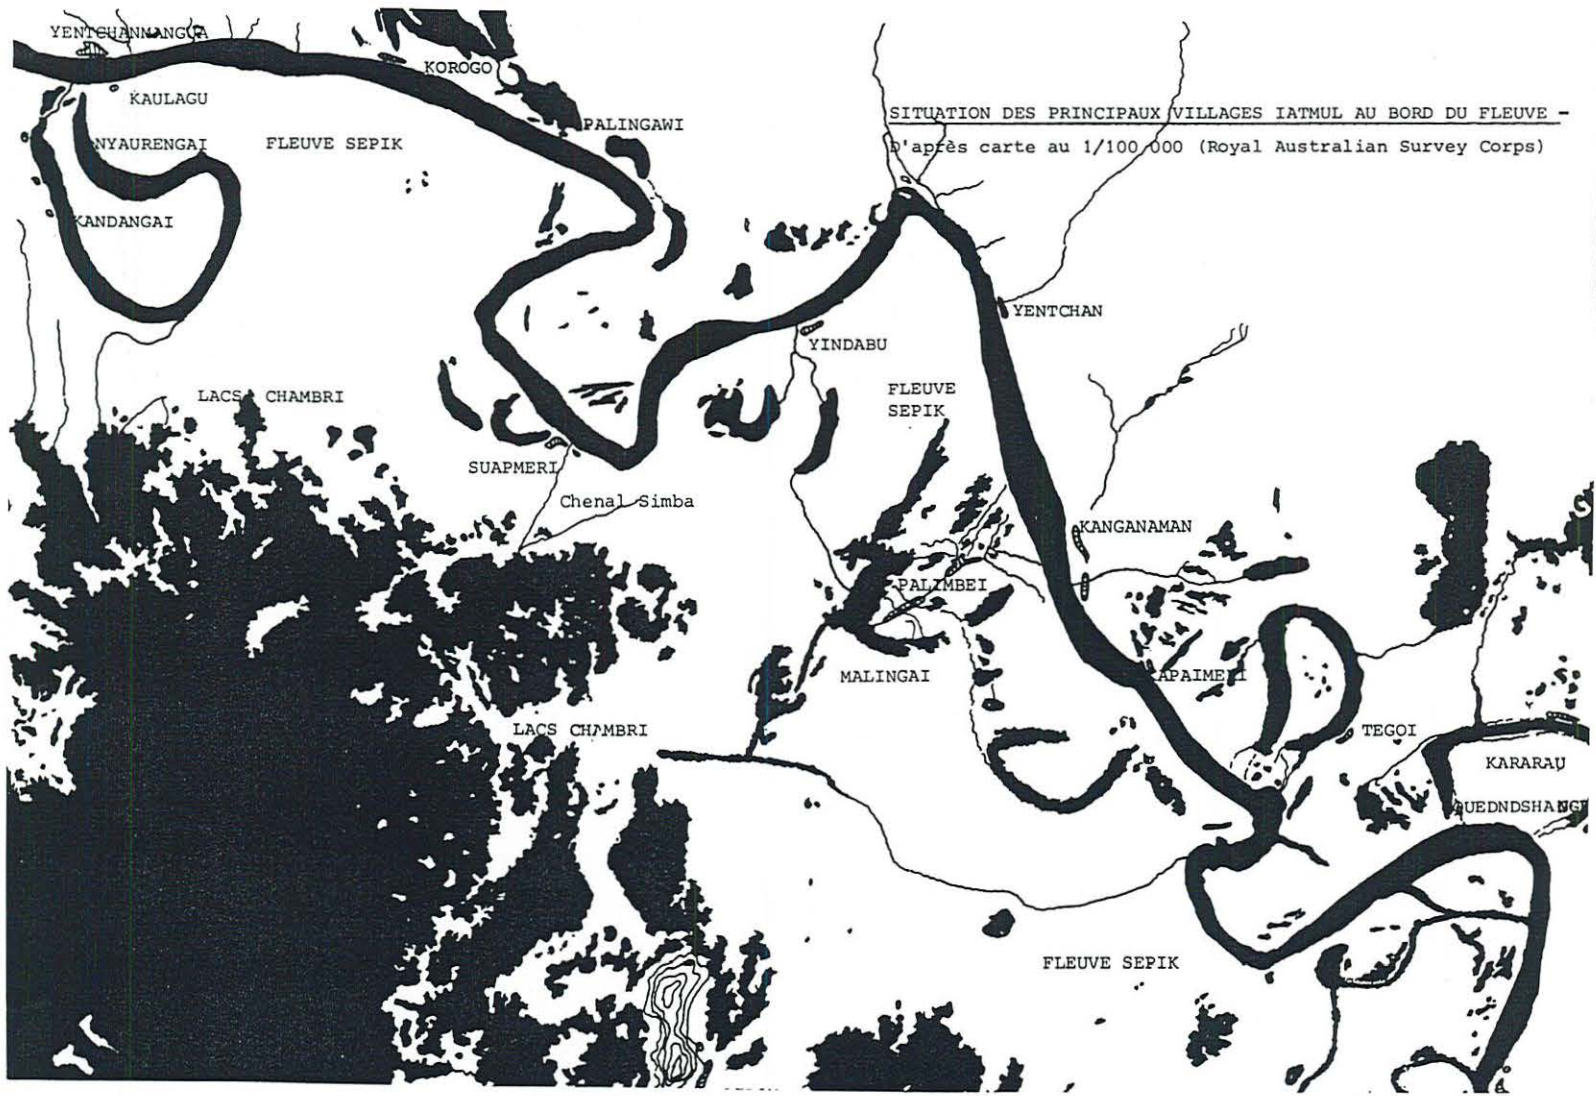 YENTCHANMANGUA
KOROGO
KAULAGU
SITUATION DES PRINCIPAUX VILLAGES IATMUL AU BORD DU FLEUVE -
PALINGAWI
NYAURENGAI
FLEUVE SEPIK
D'après carte au 1/100 000 (Royal Australian Survey Corps)
KANDANGAI
YENTCHAN
YINDABU
LACS CHAMBRI
FLEUVE
SEPIK
SUAPMERI
Chenal Simba
KANGANAMAN
PALIMBEI
MALINGAI
LACS CHAMBRI
TEGOI
KARARAU
FLEUVE SEPIK